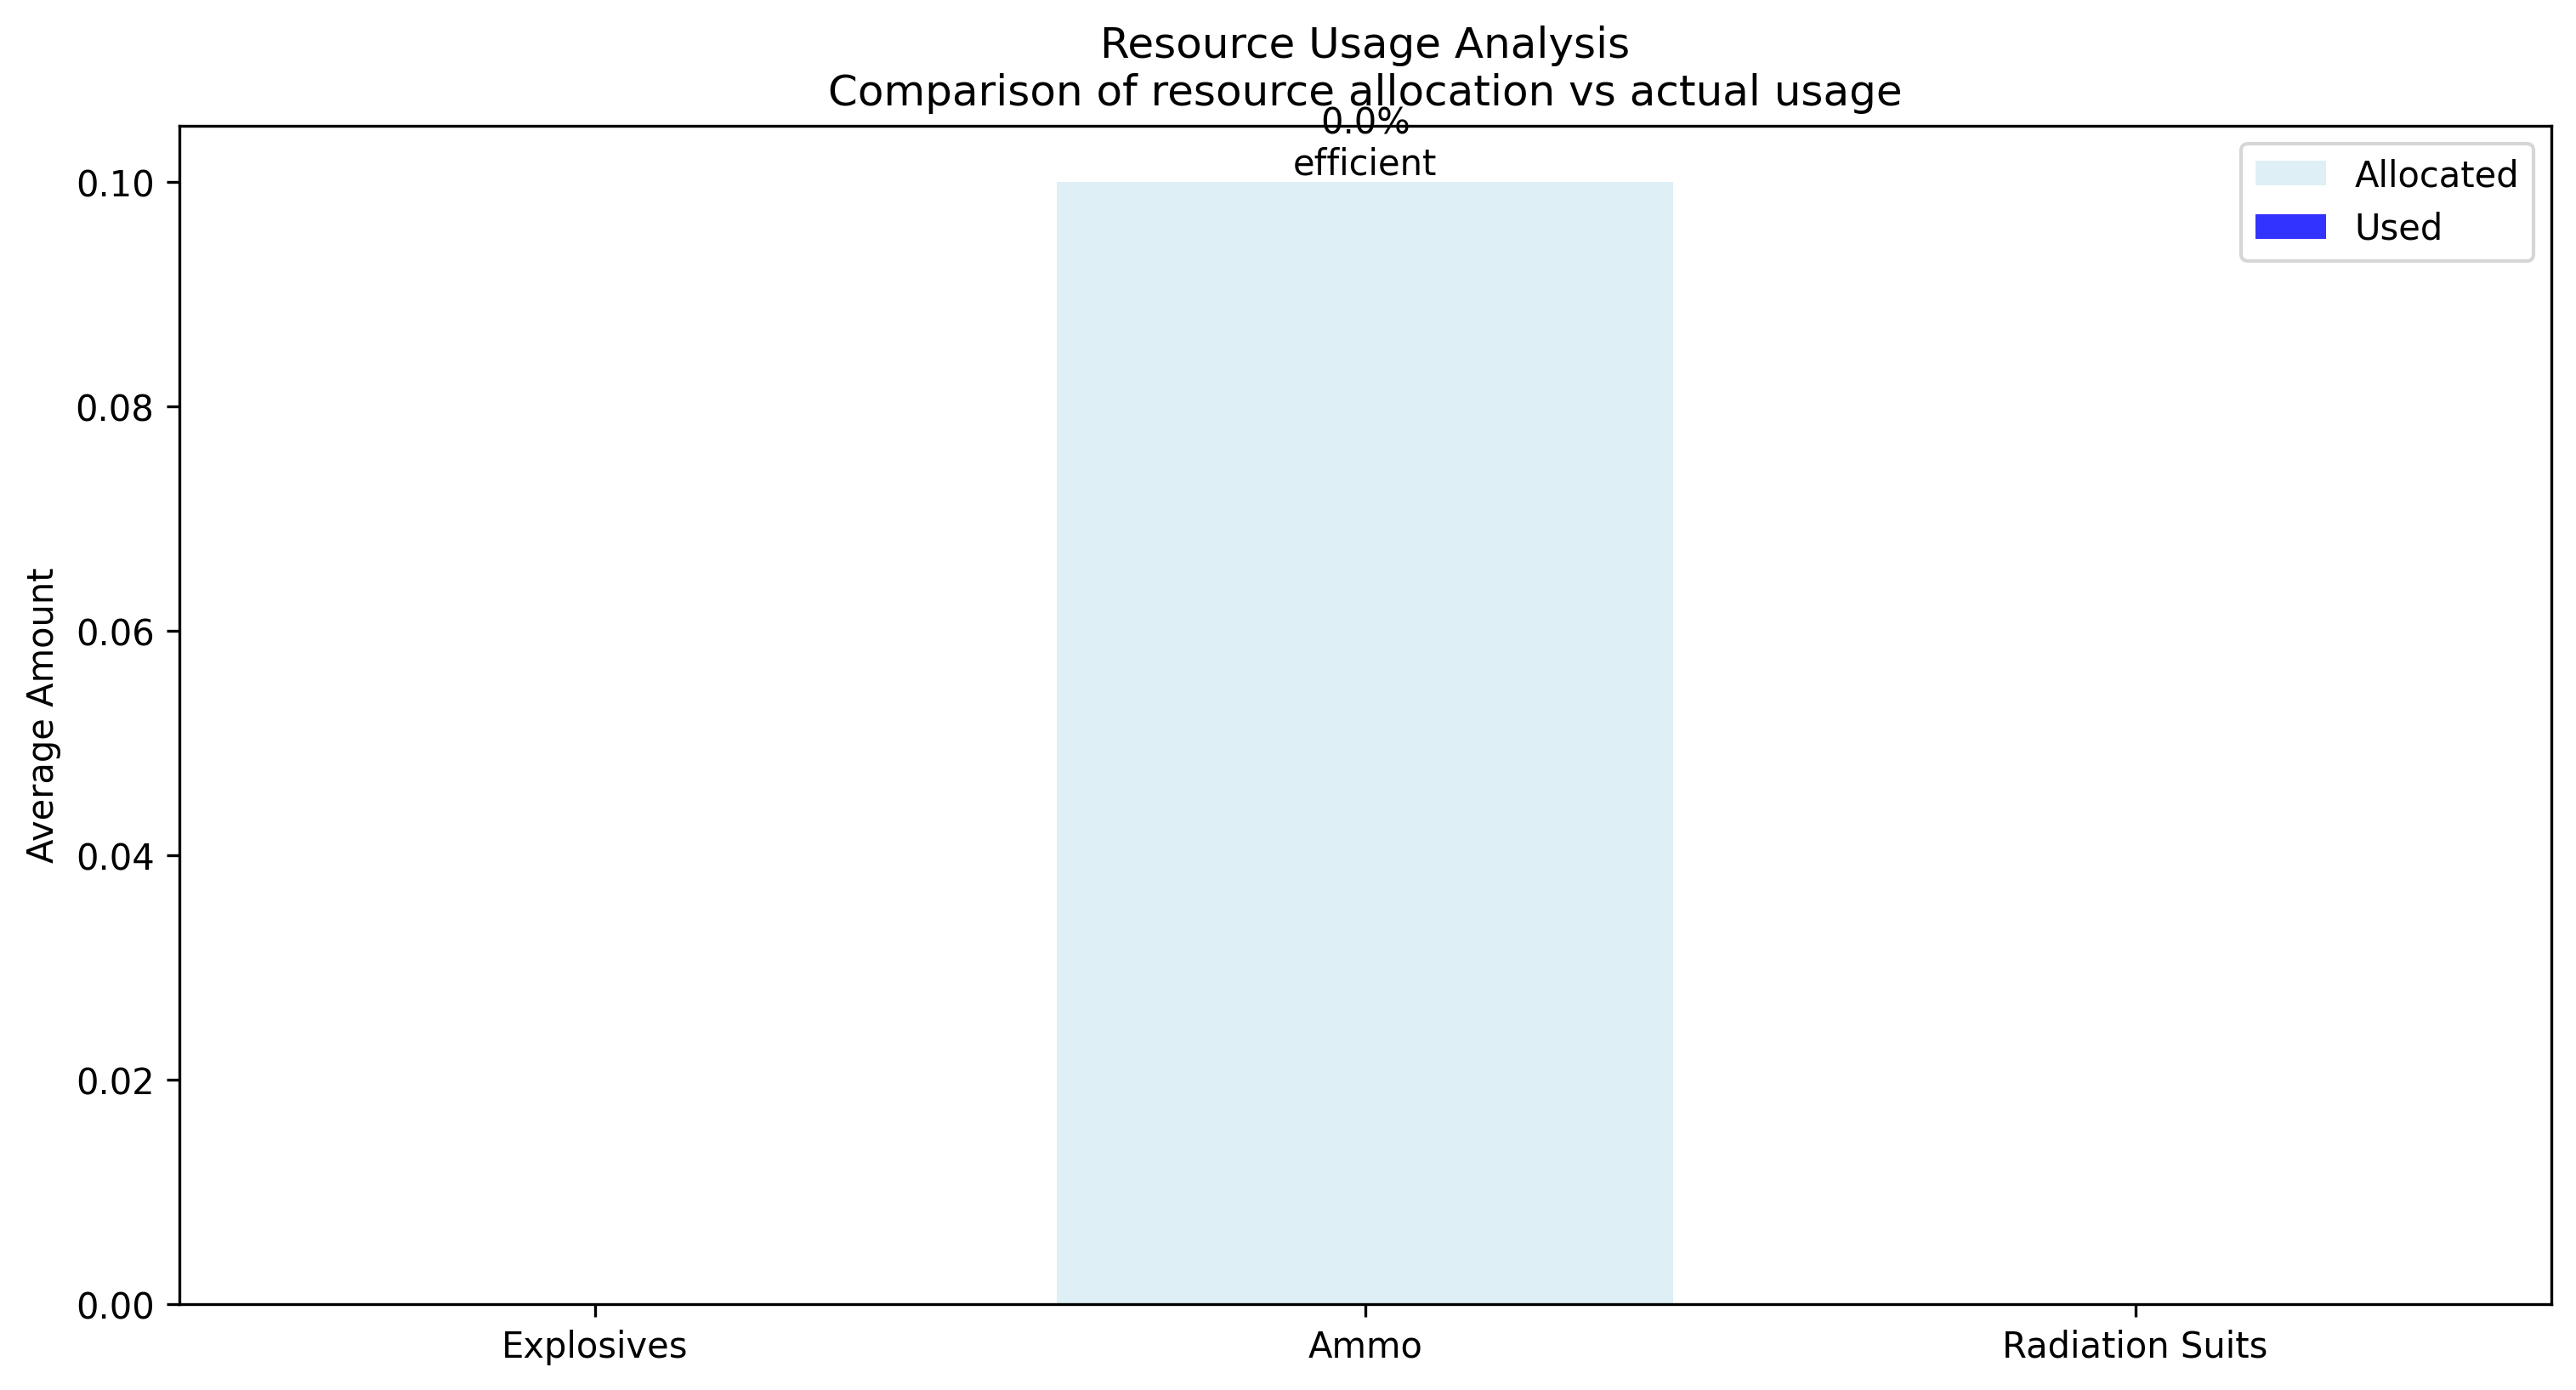 Resource Usage Analysis
Comparison of resource allocation vs actual usage
0.0%
efficient
Allocated
Used
0.10
0.08
0.06
0.04
0.02
0.00
Average Amount
Explosives
Ammo
Radiation Suits